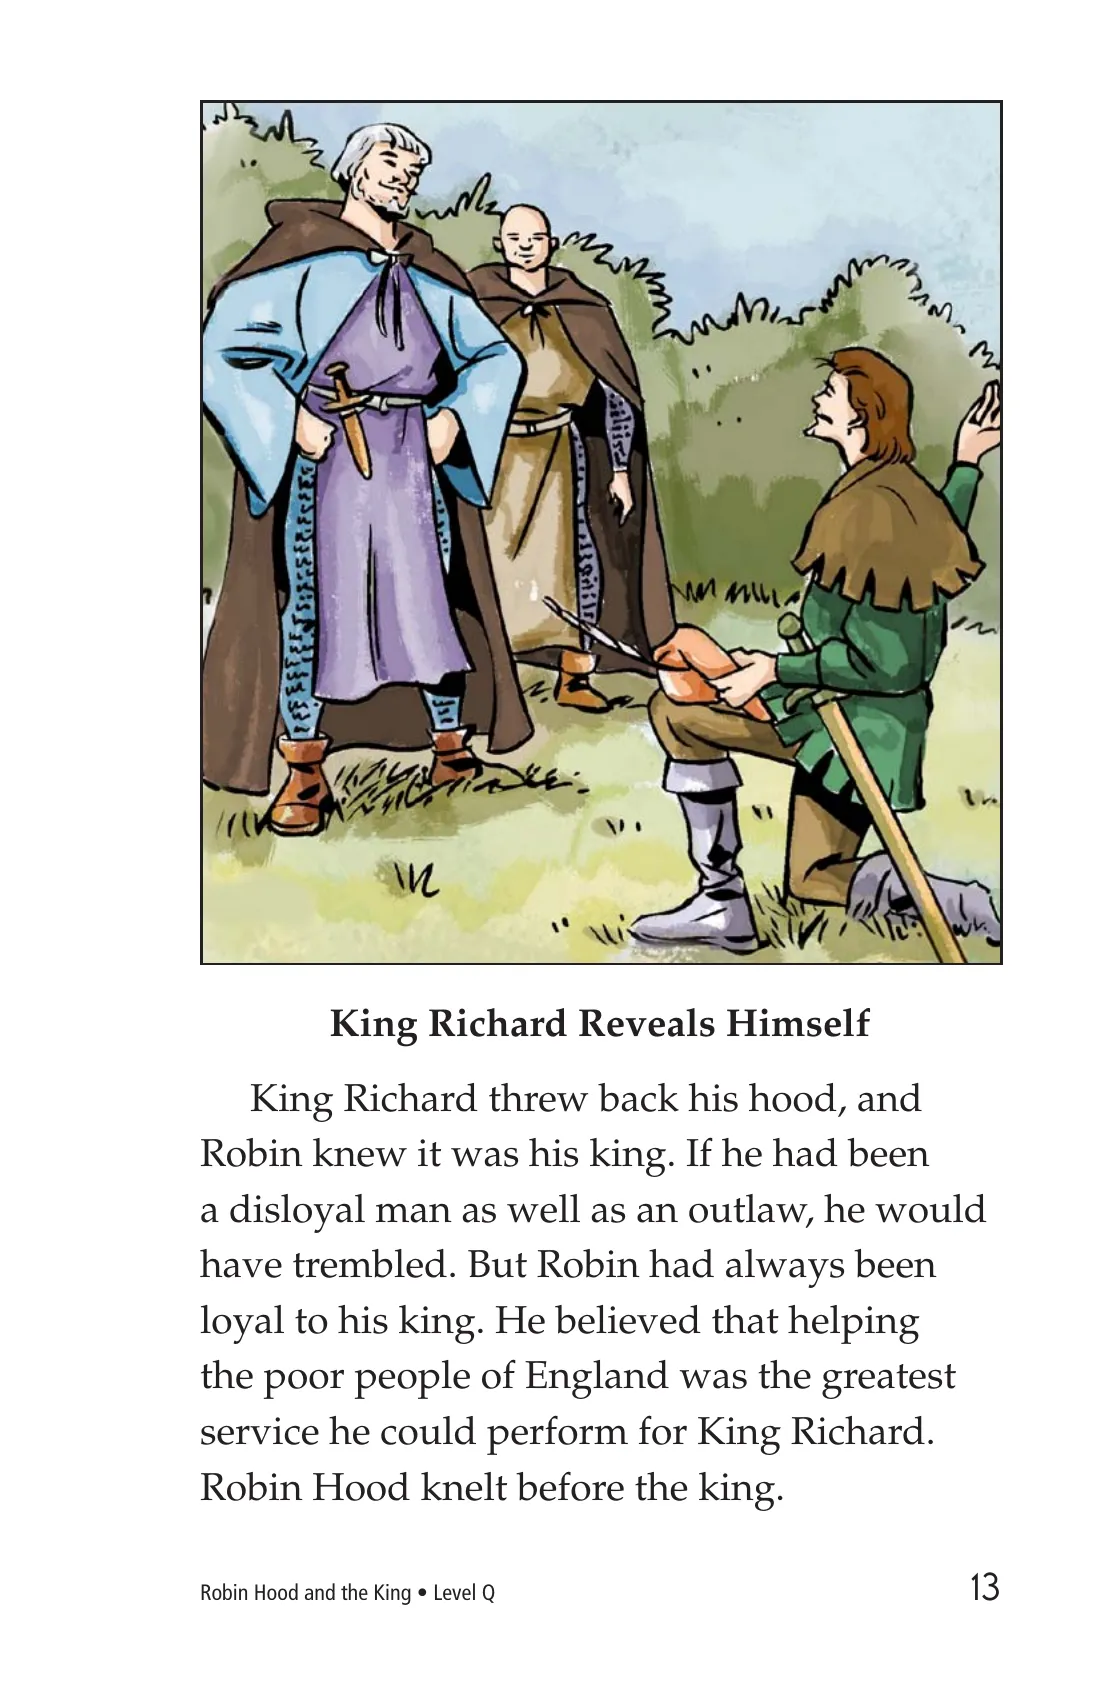 King Richard Reveals Himself
King Richard threw back his hood, and
Robin knew it was his king. If he had been
a disloyal man as well as an outlaw, he would
have trembled. But Robin had always been
loyal to his king. He believed that helping
the poor people of England was the greatest
service he could perform for King Richard.
Robin Hood knelt before the king.
Robin Hood and the King • Level Q
13